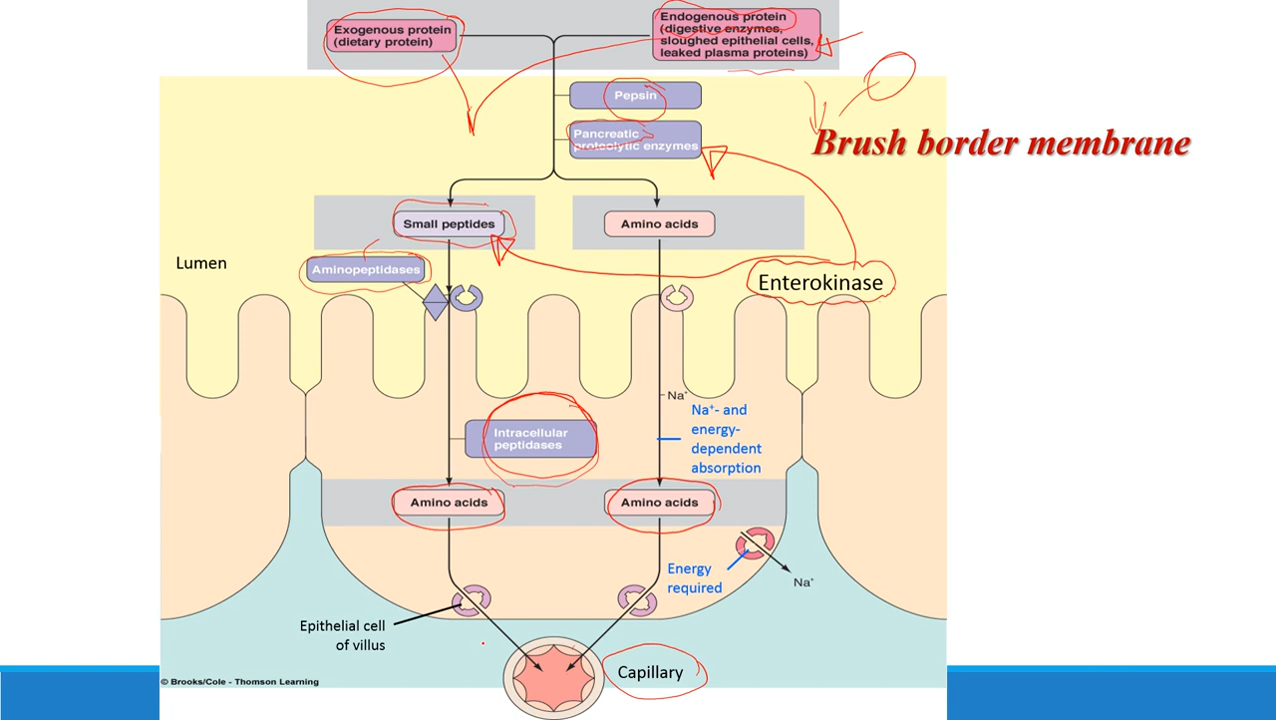 Exogenous protein
(dietary protein)
Endogenous protein
(digestive enzymes,
sloughed epithelial cells,
leaked plasma proteins)
Pepsin
Pancreatic
proteolytic enzymes
Brush border membrane
Small peptides
Amino acids
Lumen
Aminopeptidases
Enterokinase
Na⁺
Na⁺- and
energy-
dependent
absorption
Intracellular
peptidases
Amino acids
Amino acids
Energy
required
Na⁺
Epithelial cell
of villus
Capillary
© Brooks/Cole - Thomson Learning